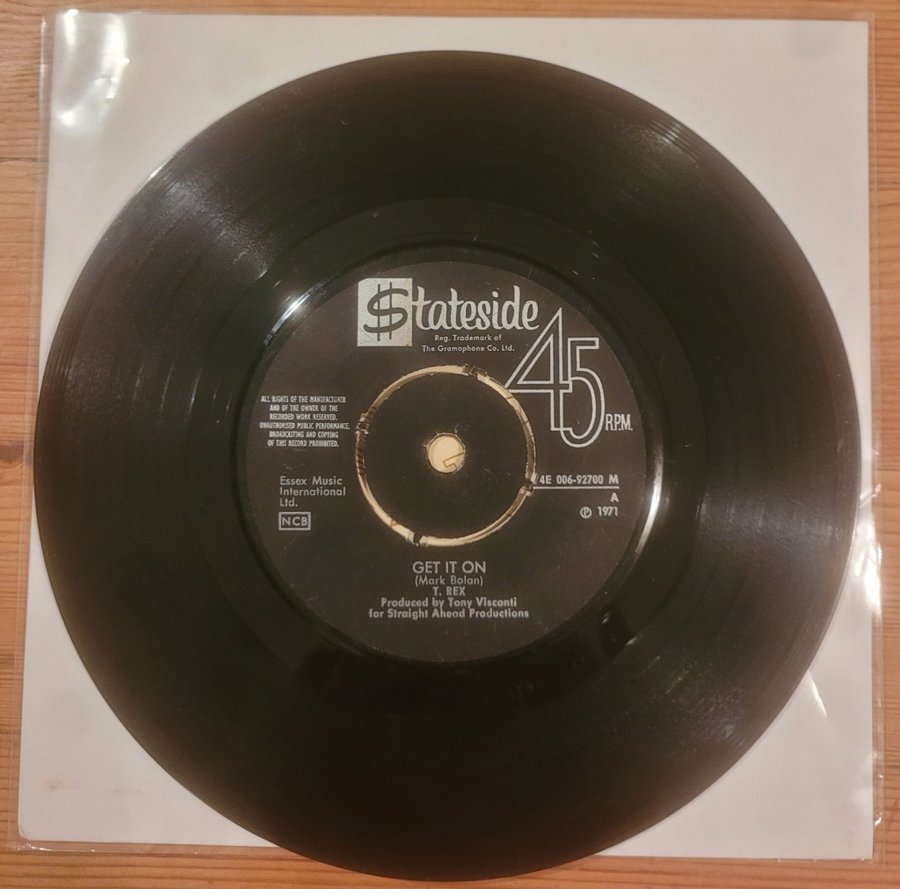 $tateside
Reg. Trademark of
The Gramophone Co. Ltd.
45
R.P.M.
ALL RIGHTS OF THE MANUFACTURER
AND OF THE OWNER OF THE
RECORDED WORK RESERVED.
UNAUTHORISED PUBLIC PERFORMANCE,
BROADCASTING AND COPYING
OF THIS RECORD PROHIBITED.
Essex Music
International
Ltd.
NCB
4E 006-92700 M
A
℗ 1971
GET IT ON
(Mark Bolan)
T. REX
Produced by Tony Visconti
for Straight Ahead Productions